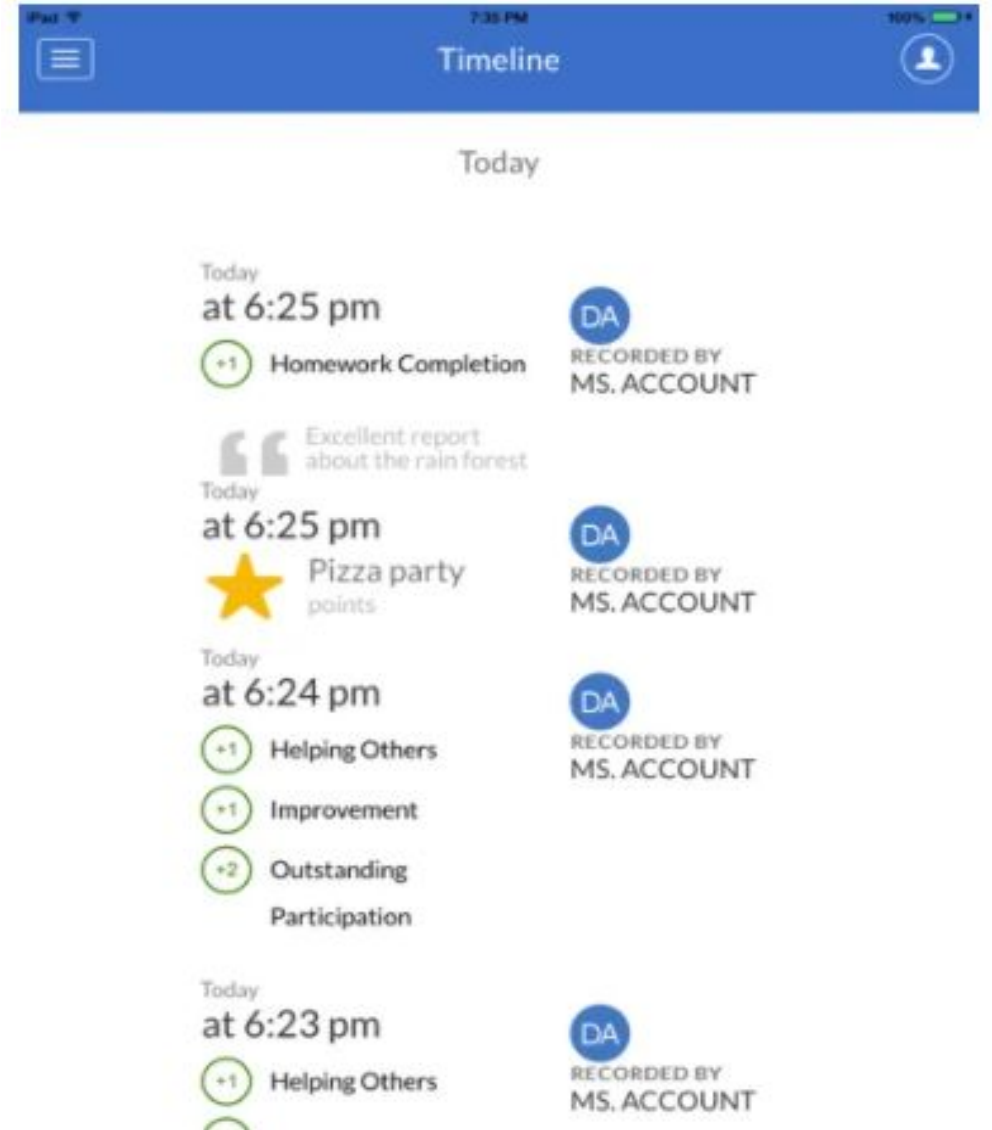 iPad 7:35 PM 100%
Timeline
Today
Today
at 6:25 pm
+1 Homework Completion
DA
RECORDED BY
MS. ACCOUNT
Excellent report
about the rain forest
Today
at 6:25 pm
Pizza party
points
DA
RECORDED BY
MS. ACCOUNT
Today
at 6:24 pm
+1 Helping Others
+1 Improvement
+2 Outstanding
Participation
DA
RECORDED BY
MS. ACCOUNT
Today
at 6:23 pm
+1 Helping Others
DA
RECORDED BY
MS. ACCOUNT